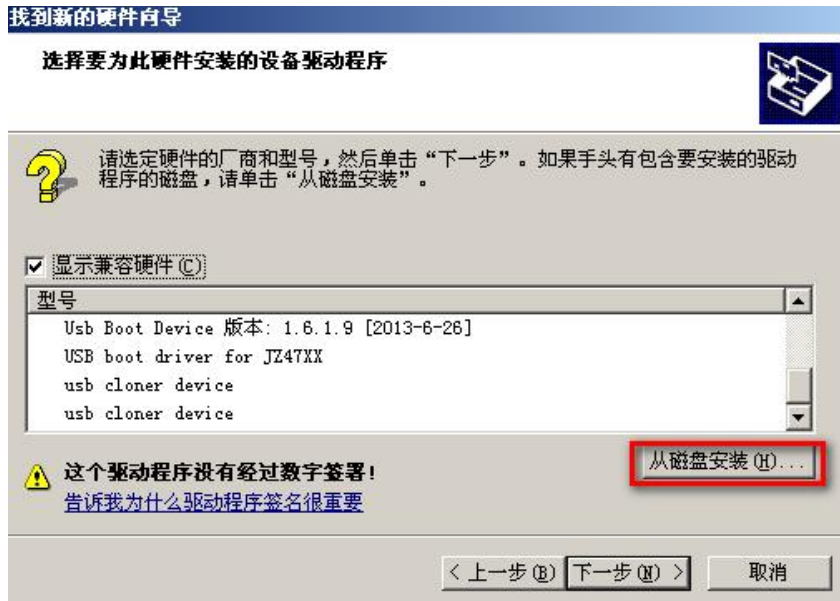 找到新的硬件向导
选择要为此硬件安装的设备驱动程序
请选定硬件的厂商和型号，然后单击“下一步”。如果手头有包含要安装的驱动
程序的磁盘，请单击“从磁盘安装”。
显示兼容硬件(C)
型号
Usb Boot Device 版本: 1.6.1.9 [2013-6-26]
USB boot driver for JZ47XX
usb cloner device
usb cloner device
从磁盘安装(H)...
这个驱动程序没有经过数字签署!
告诉我为什么驱动程序签名很重要
< 上一步(B) 下一步(N) > 取消